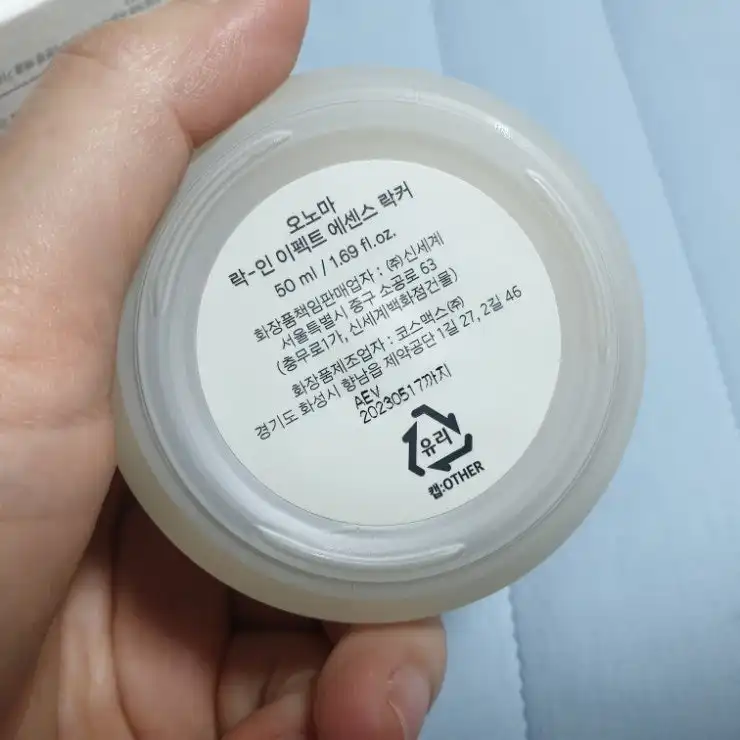 오노마
락-인 이펙트 에센스 락커
50 ml / 1.69 fl.oz.
화장품책임판매업자 : (주)신세계
서울특별시 중구 소공로 63
(충무로1가, 신세계백화점건물)
화장품제조업자 : 코스맥스(주)
경기도 화성시 향남읍 제약공단 1길 27, 2길 46
AEV
20230517까지
유리
캡:OTHER